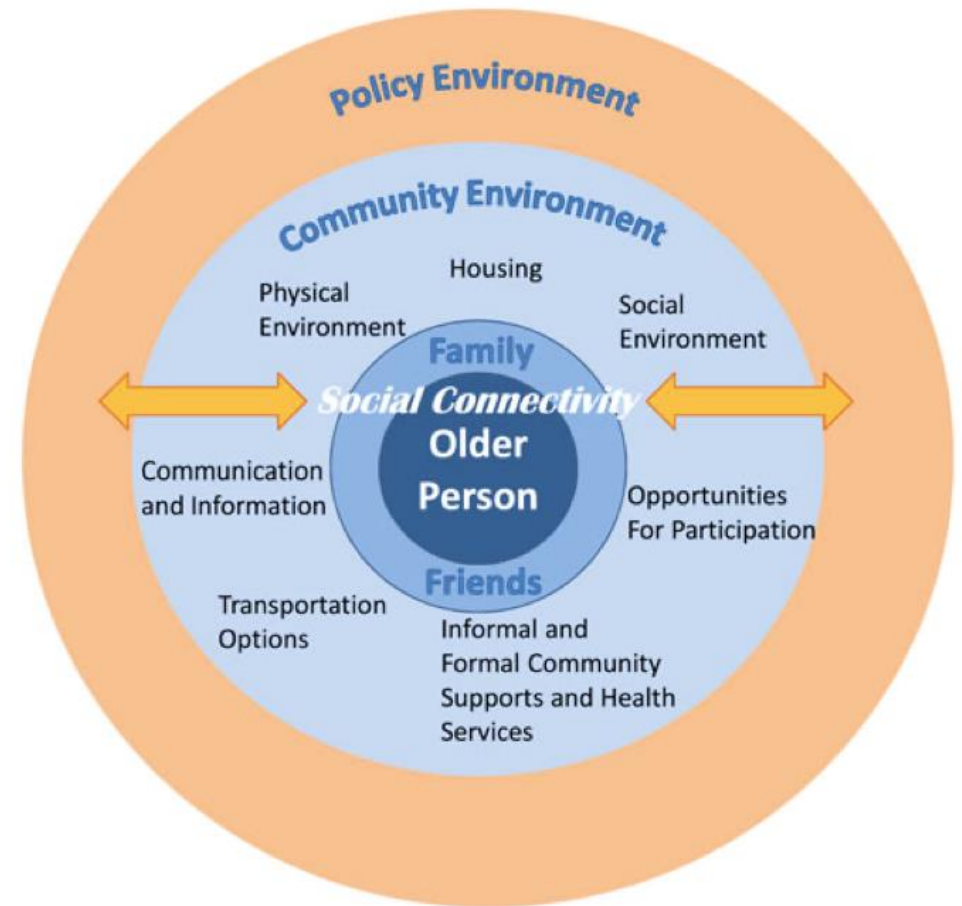 Policy Environment
Community Environment
Housing
Physical
Environment
Social
Environment
Family
Social Connectivity
Older
Person
Communication
and Information
Opportunities
For Participation
Friends
Transportation
Options
Informal and
Formal Community
Supports and Health
Services